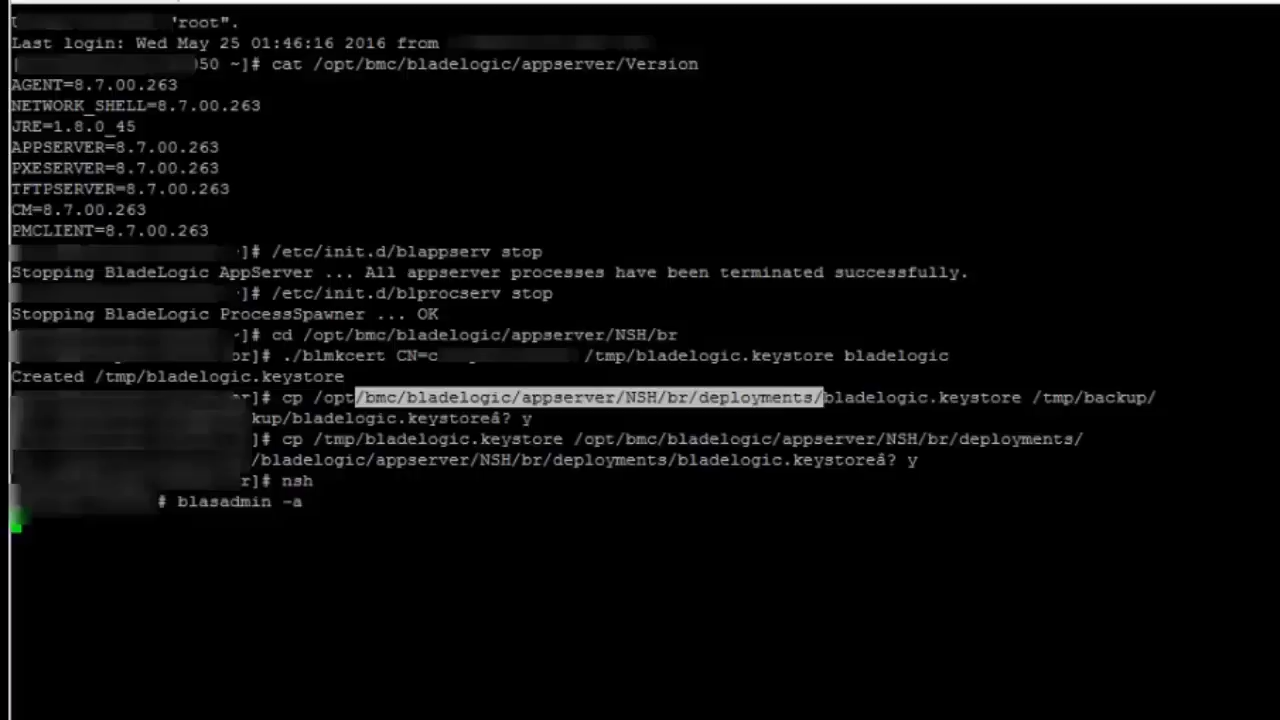 "root".
Last login: Wed May 25 01:46:16 2016 from
050 ~]# cat /opt/bmc/bladelogic/appserver/Version
AGENT=8.7.00.263
NETWORK_SHELL=8.7.00.263
JRE=1.8.0_45
APPSERVER=8.7.00.263
PXESERVER=8.7.00.263
TFTPSERVER=8.7.00.263
CM=8.7.00.263
PMCLIENT=8.7.00.263
~]# /etc/init.d/blappserv stop
Stopping BladeLogic AppServer ... All appserver processes have been terminated successfully.
~]# /etc/init.d/blprocserv stop
Stopping BladeLogic ProcessSpawner ... OK
~]# cd /opt/bmc/bladelogic/appserver/NSH/br
br]# ./blmkcert CN=c /tmp/bladelogic.keystore bladelogic
Created /tmp/bladelogic.keystore
]# cp /opt/bmc/bladelogic/appserver/NSH/br/deployments/bladelogic.keystore /tmp/backup/
kup/bladelogic.keystoreâ? y
]# cp /tmp/bladelogic.keystore /opt/bmc/bladelogic/appserver/NSH/br/deployments/
/bladelogic/appserver/NSH/br/deployments/bladelogic.keystoreâ? y
r]# nsh
# blasadmin -a